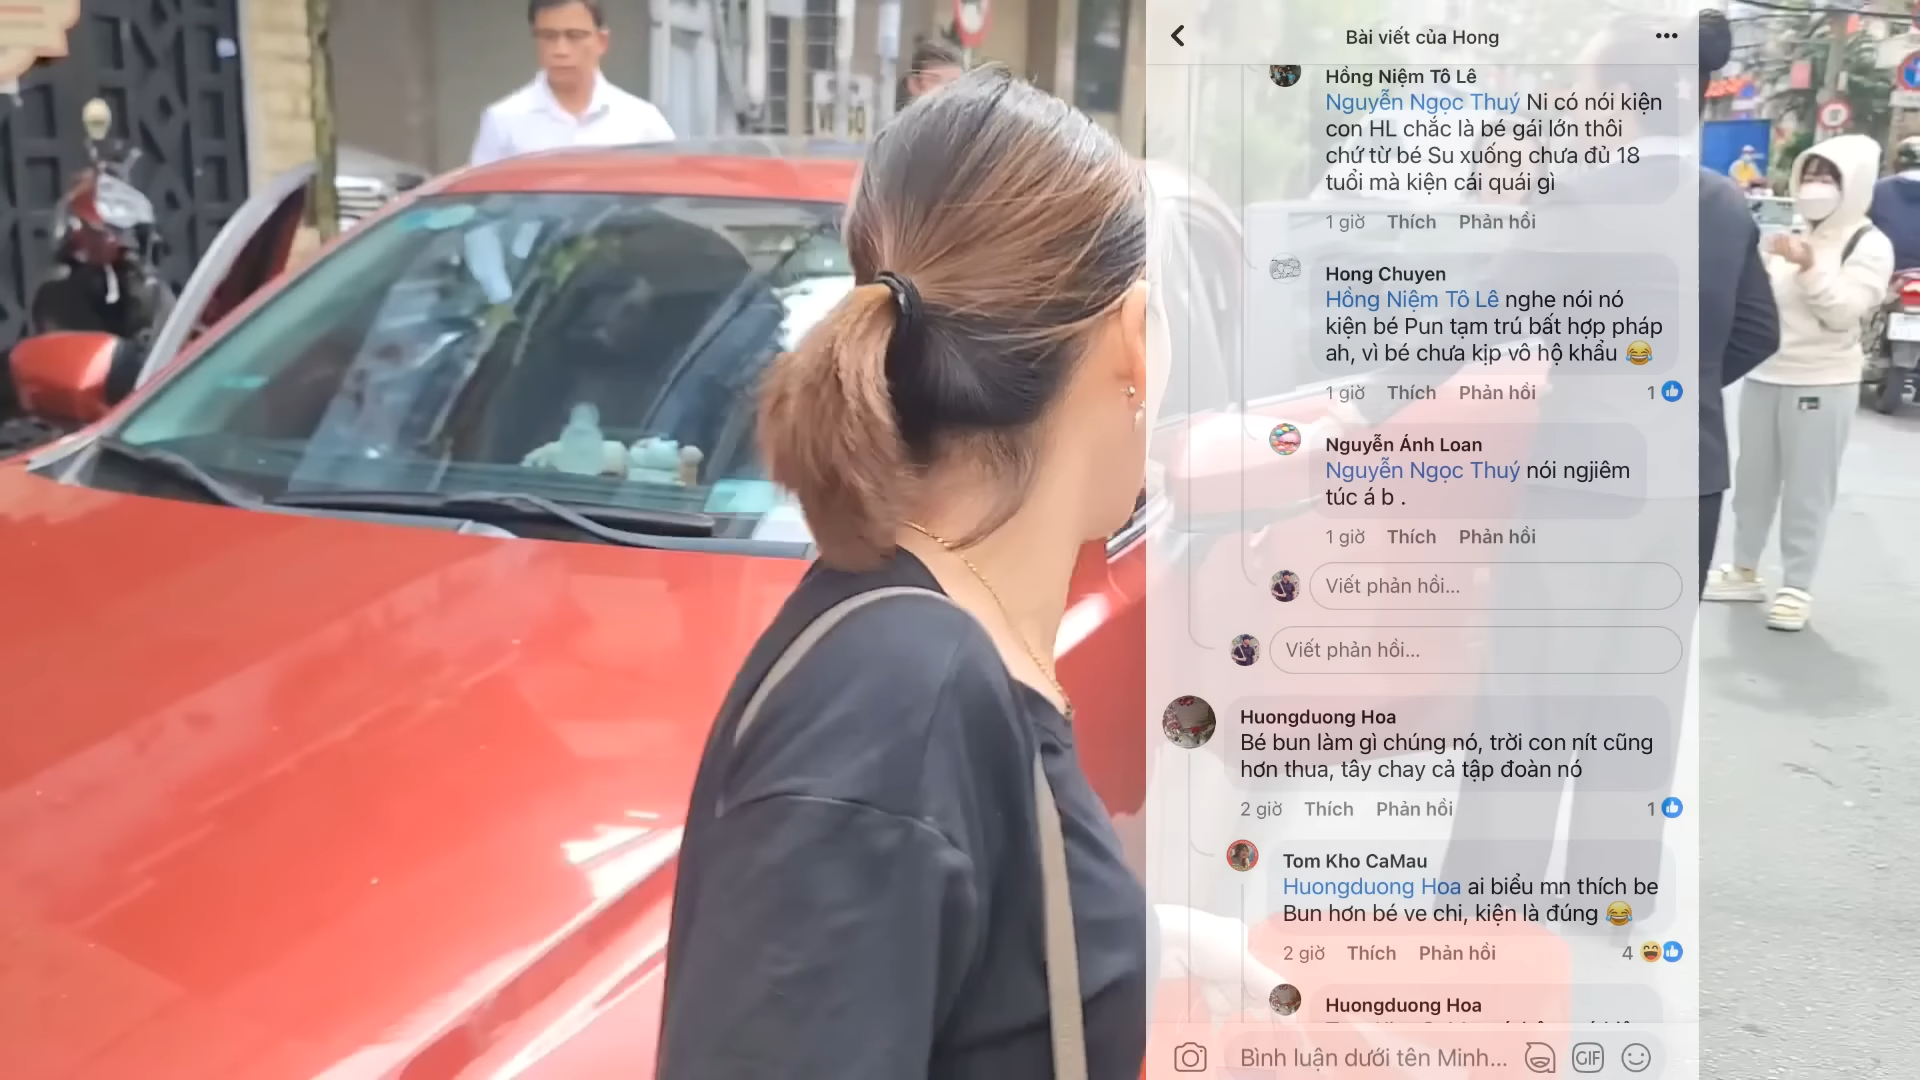 Bài viết của Hong
Hồng Niệm Tô Lê
Nguyễn Ngọc Thuý Ni có nói kiện
con HL chắc là bé gái lớn thôi
chứ từ bé Su xuống chưa đủ 18
tuổi mà kiện cái quái gì
1 giờ Thích Phản hồi
Hong Chuyen
Hồng Niệm Tô Lê nghe nói nó
kiện bé Pun tạm trú bất hợp pháp
ah, vì bé chưa kịp vô hộ khẩu 😂
1 giờ Thích Phản hồi 1
Nguyễn Ánh Loan
Nguyễn Ngọc Thuý nói ngjiêm
túc á b .
1 giờ Thích Phản hồi
Viết phản hồi...
Viết phản hồi...
Huongduong Hoa
Bé bun làm gì chúng nó, trời con nít cũng
hơn thua, tây chay cả tập đoàn nó
2 giờ Thích Phản hồi 1
Tom Kho CaMau
Huongduong Hoa ai biểu mn thích be
Bun hơn bé ve chi, kiện là đúng 😂
2 giờ Thích Phản hồi 4
Huongduong Hoa
Bình luận dưới tên Minh...
GIF